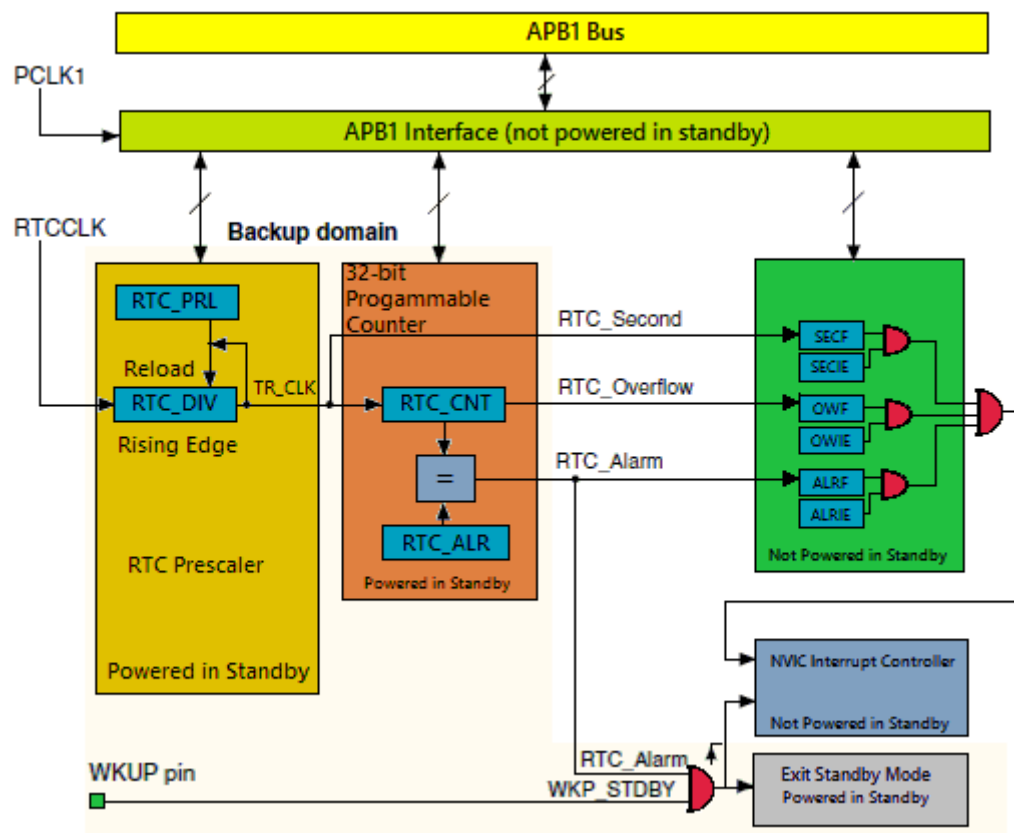 APB1 Bus
PCLK1
APB1 Interface (not powered in standby)
RTCCLK
Backup domain
RTC_PRL
Reload
RTC_DIV
Rising Edge
RTC Prescaler
Powered in Standby
TR_CLK
32-bit
Progammable
Counter
RTC_CNT
=
RTC_ALR
Powered in Standby
RTC_Second
RTC_Overflow
RTC_Alarm
SECF
SECIE
OWF
OWIE
ALRF
ALRIE
Not Powered in Standby
NVIC Interrupt Controller
Not Powered in Standby
WKUP pin
RTC_Alarm
WKP_STDBY
Exit Standby Mode
Powered in Standby